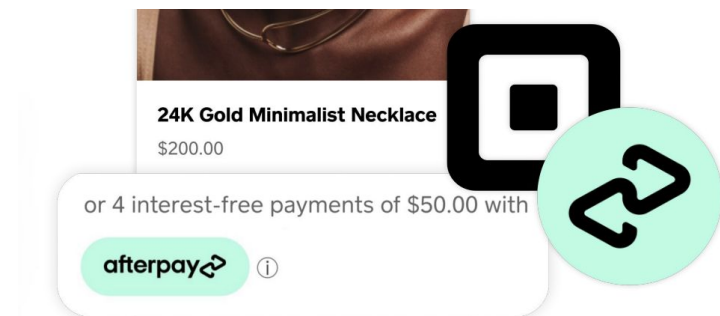 24K Gold Minimalist Necklace
$200.00
or 4 interest-free payments of $50.00 with
afterpay
ⓘ